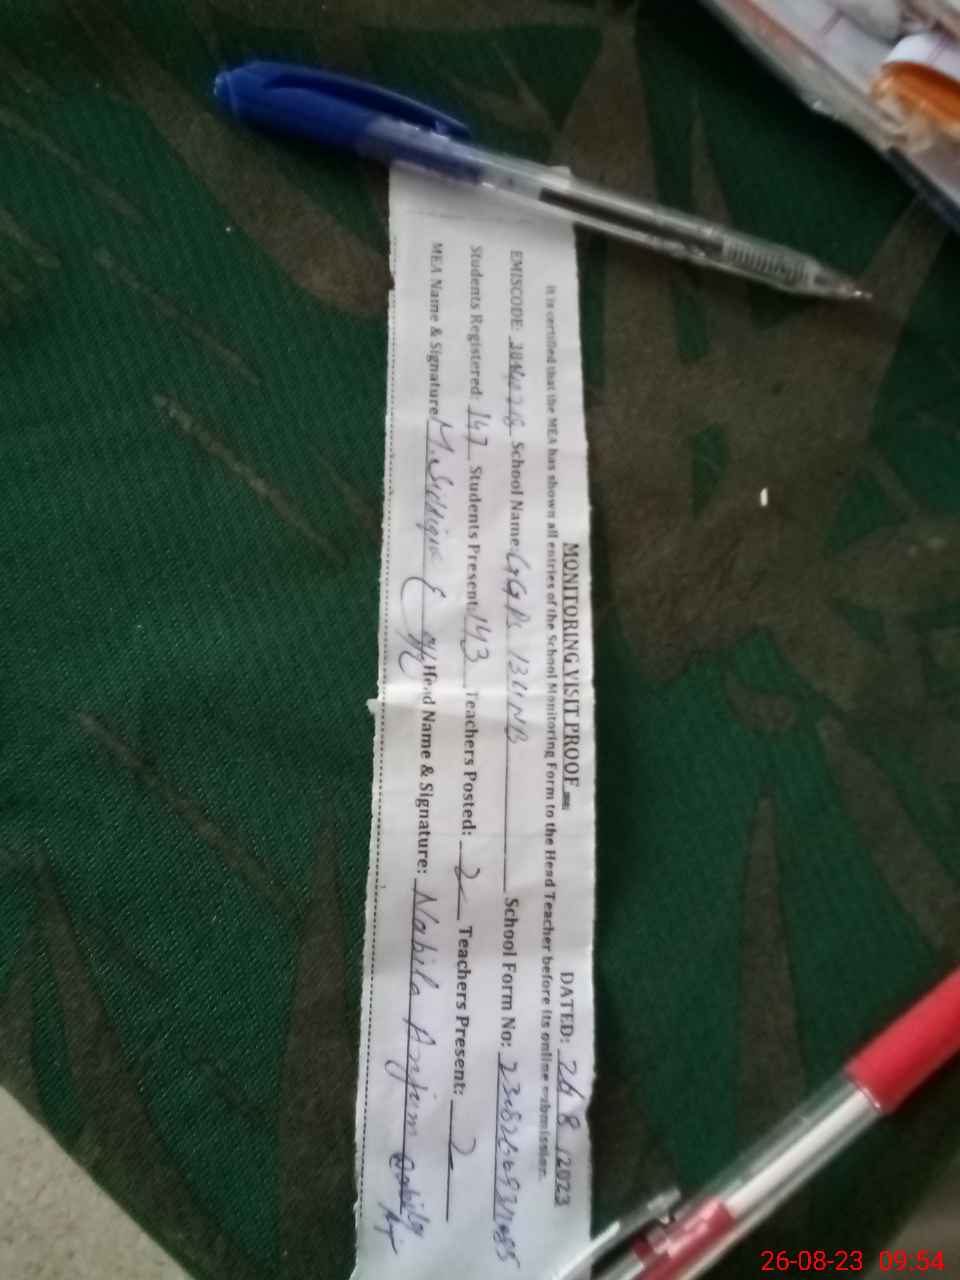 MONITORING VISIT PROOF DATED: 26/8/2023
It is certified that the MEA has shown all entries of the School Monitoring Form to the Head Teacher before its online submission.
EMISCODE: School Name: GGPS 13UNB School Form No:
Students Registered: 147 Students Present: 143 Teachers Posted: 2 Teachers Present: 2
MEA Name & Signature: M. Siddique Head Name & Signature: Nabila Anjum Nabila
26-08-23 09:54